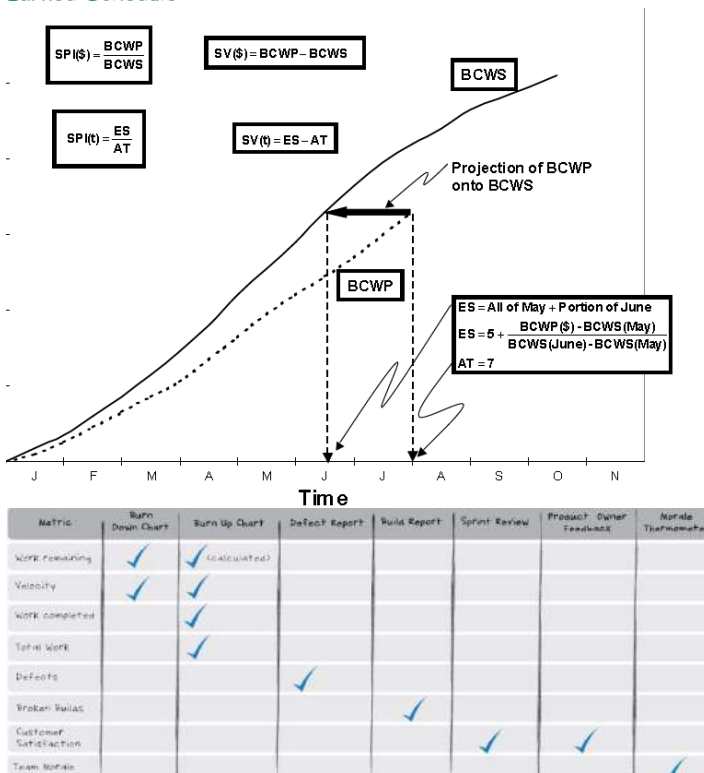 Earned Schedule
SPI($) = BCWP / BCWS
SV($) = BCWP – BCWS
BCWS
SPI(t) = ES / AT
SV(t) = ES – AT
Projection of BCWP
onto BCWS
BCWP
ES = All of May + Portion of June
ES = 5 + BCWP($) - BCWS(May) / BCWS(June) - BCWS(May)
AT = 7
J F M A M J J A S O N
Time
Metric
Burn
Down Chart
Burn Up Chart
Defect Report
Build Report
Sprint Review
Product Owner
Feedback
Morale
Thermometer
Work remaining
(calculated)
Velocity
Work completed
Total Work
Defects
Broken Builds
Customer
Satisfaction
Team Morale